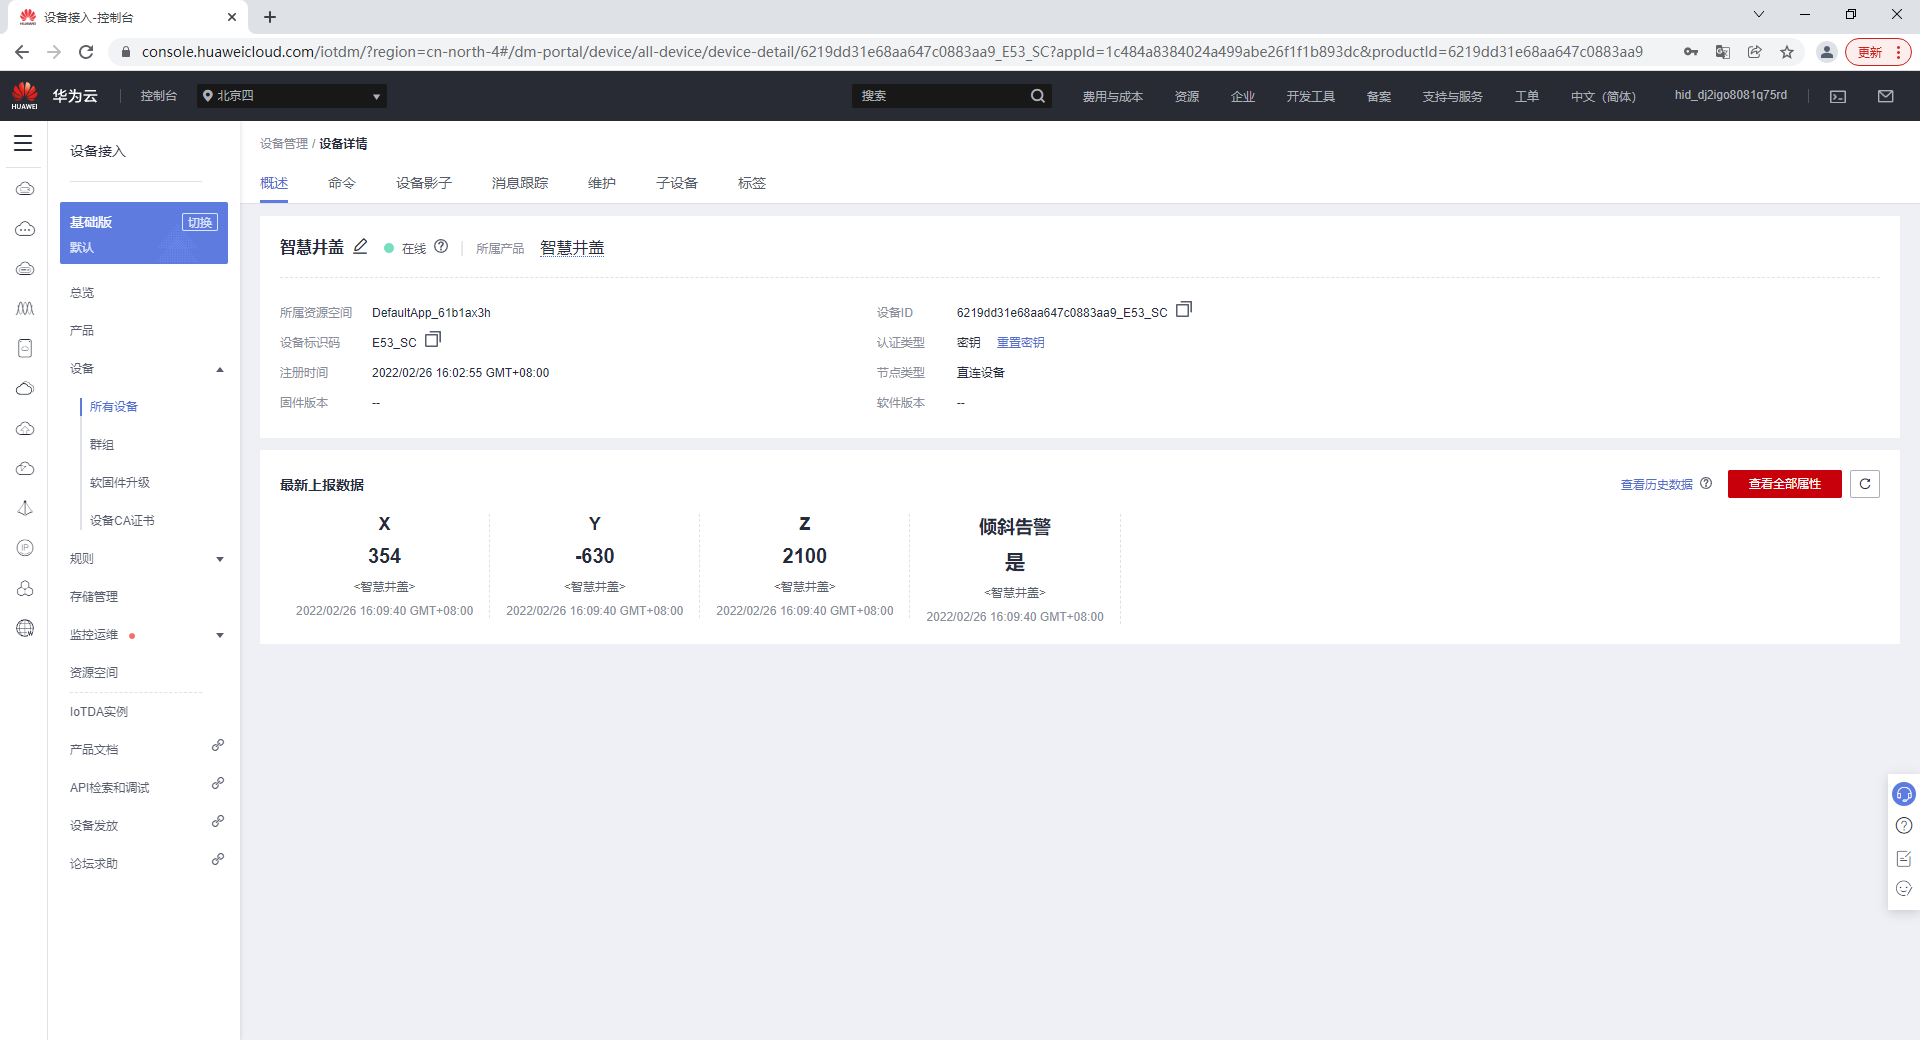 设备接入-控制台
console.huaweicloud.com/iotdm/?region=cn-north-4#/dm-portal/device/all-device/device-detail/6219dd31e68aa647c0883aa9_E53_SC?appId=1c484a8384024a499abe26f1f1b893dc&productId=6219dd31e68aa647c0883aa9
更新
HUAWEI
华为云
控制台
北京四
搜索
费用与成本
资源
企业
开发工具
备案
支持与服务
工单
中文（简体）
hid_dj2igo8081q75rd
设备接入
基础版
切换
默认
总览
产品
设备
所有设备
群组
软固件升级
设备CA证书
规则
存储管理
监控运维
资源空间
IoTDA实例
产品文档
API检索和调试
设备发放
论坛求助
设备管理 / 设备详情
概述
命令
设备影子
消息跟踪
维护
子设备
标签
智慧井盖
在线
所属产品
智慧井盖
所属资源空间 DefaultApp_61b1ax3h
设备ID 6219dd31e68aa647c0883aa9_E53_SC
设备标识码 E53_SC
认证类型 密钥 重置密钥
注册时间 2022/02/26 16:02:55 GMT+08:00
节点类型 直连设备
固件版本 --
软件版本 --
最新上报数据
查看历史数据
查看全部属性
X
354
<智慧井盖>
2022/02/26 16:09:40 GMT+08:00
Y
-630
<智慧井盖>
2022/02/26 16:09:40 GMT+08:00
Z
2100
<智慧井盖>
2022/02/26 16:09:40 GMT+08:00
倾斜告警
是
<智慧井盖>
2022/02/26 16:09:40 GMT+08:00